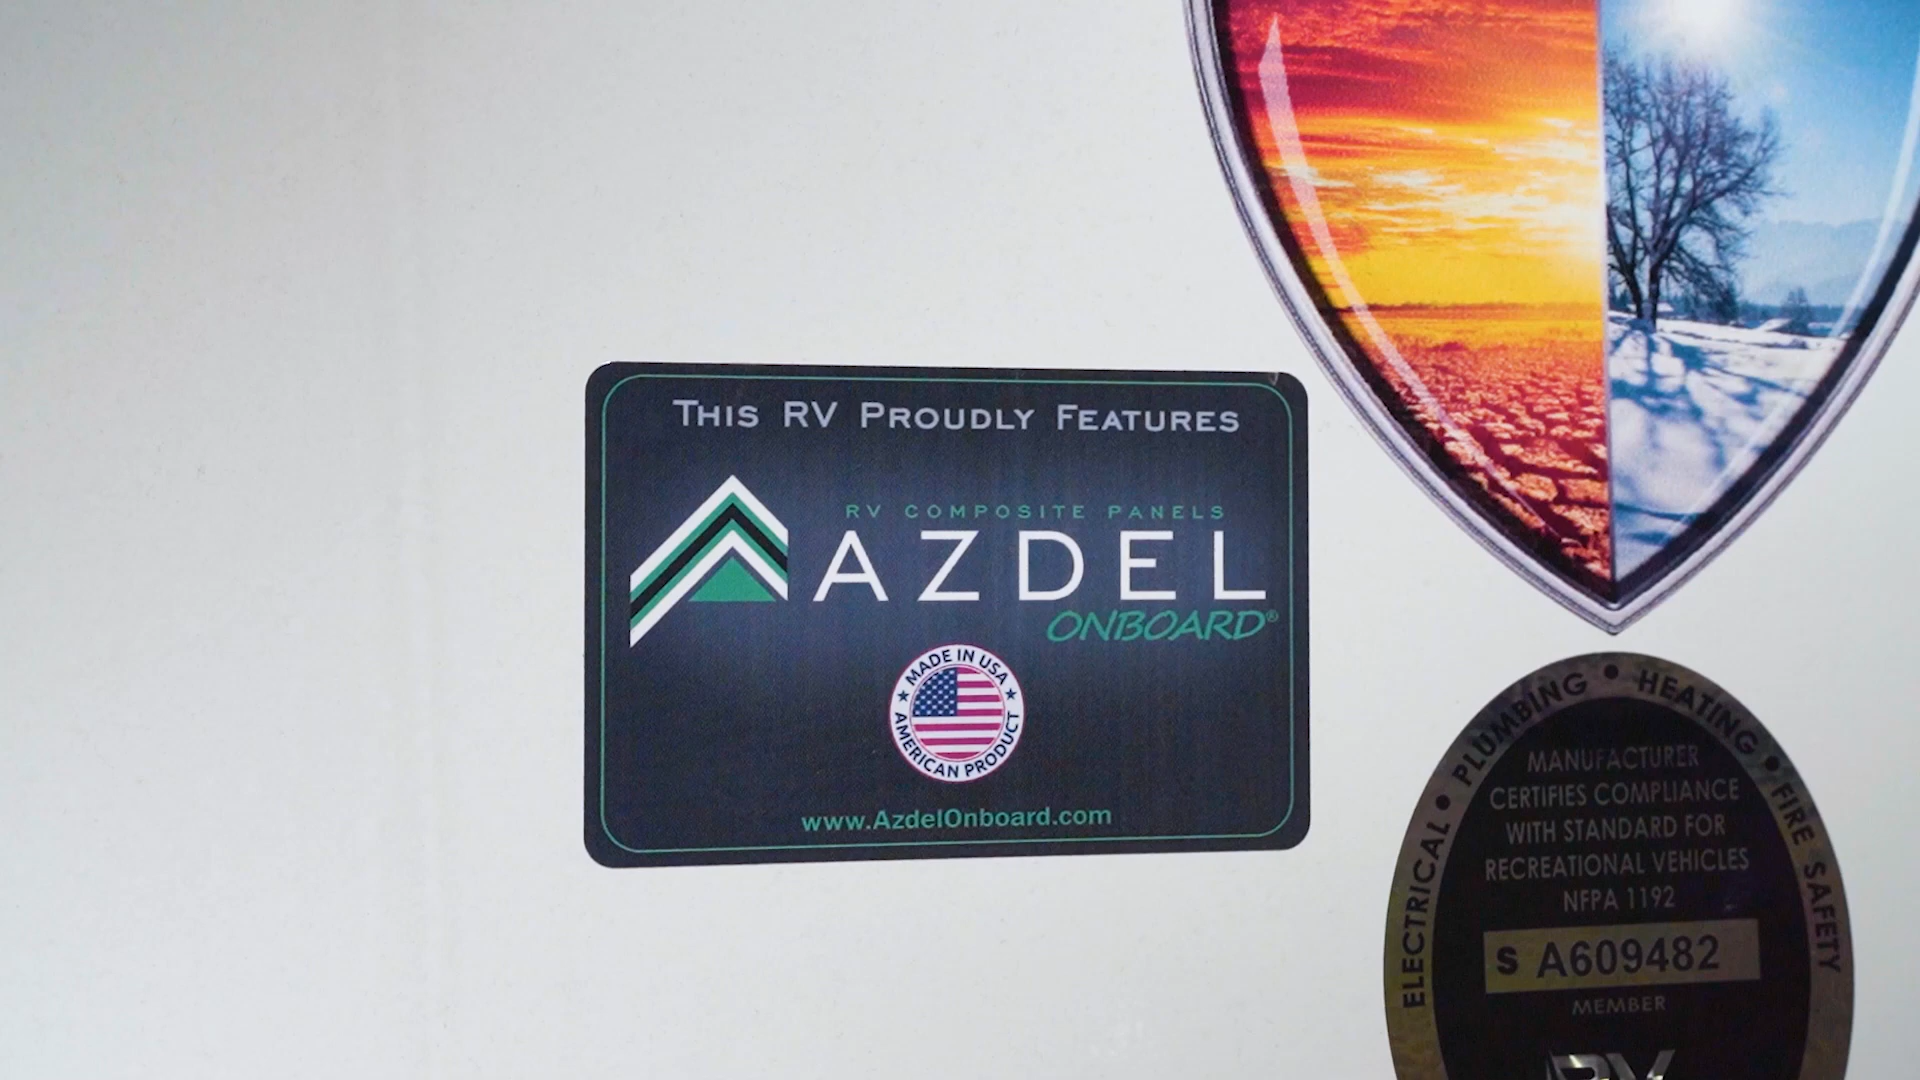 THIS RV PROUDLY FEATURES
RV COMPOSITE PANELS
AZDEL
ONBOARD®
MADE IN USA
AMERICAN PRODUCT
www.AzdelOnboard.com
ELECTRICAL • PLUMBING • HEATING • FIRE SAFETY
MANUFACTURER
CERTIFIES COMPLIANCE
WITH STANDARD FOR
RECREATIONAL VEHICLES
NFPA 1192
S A609482
MEMBER
RV